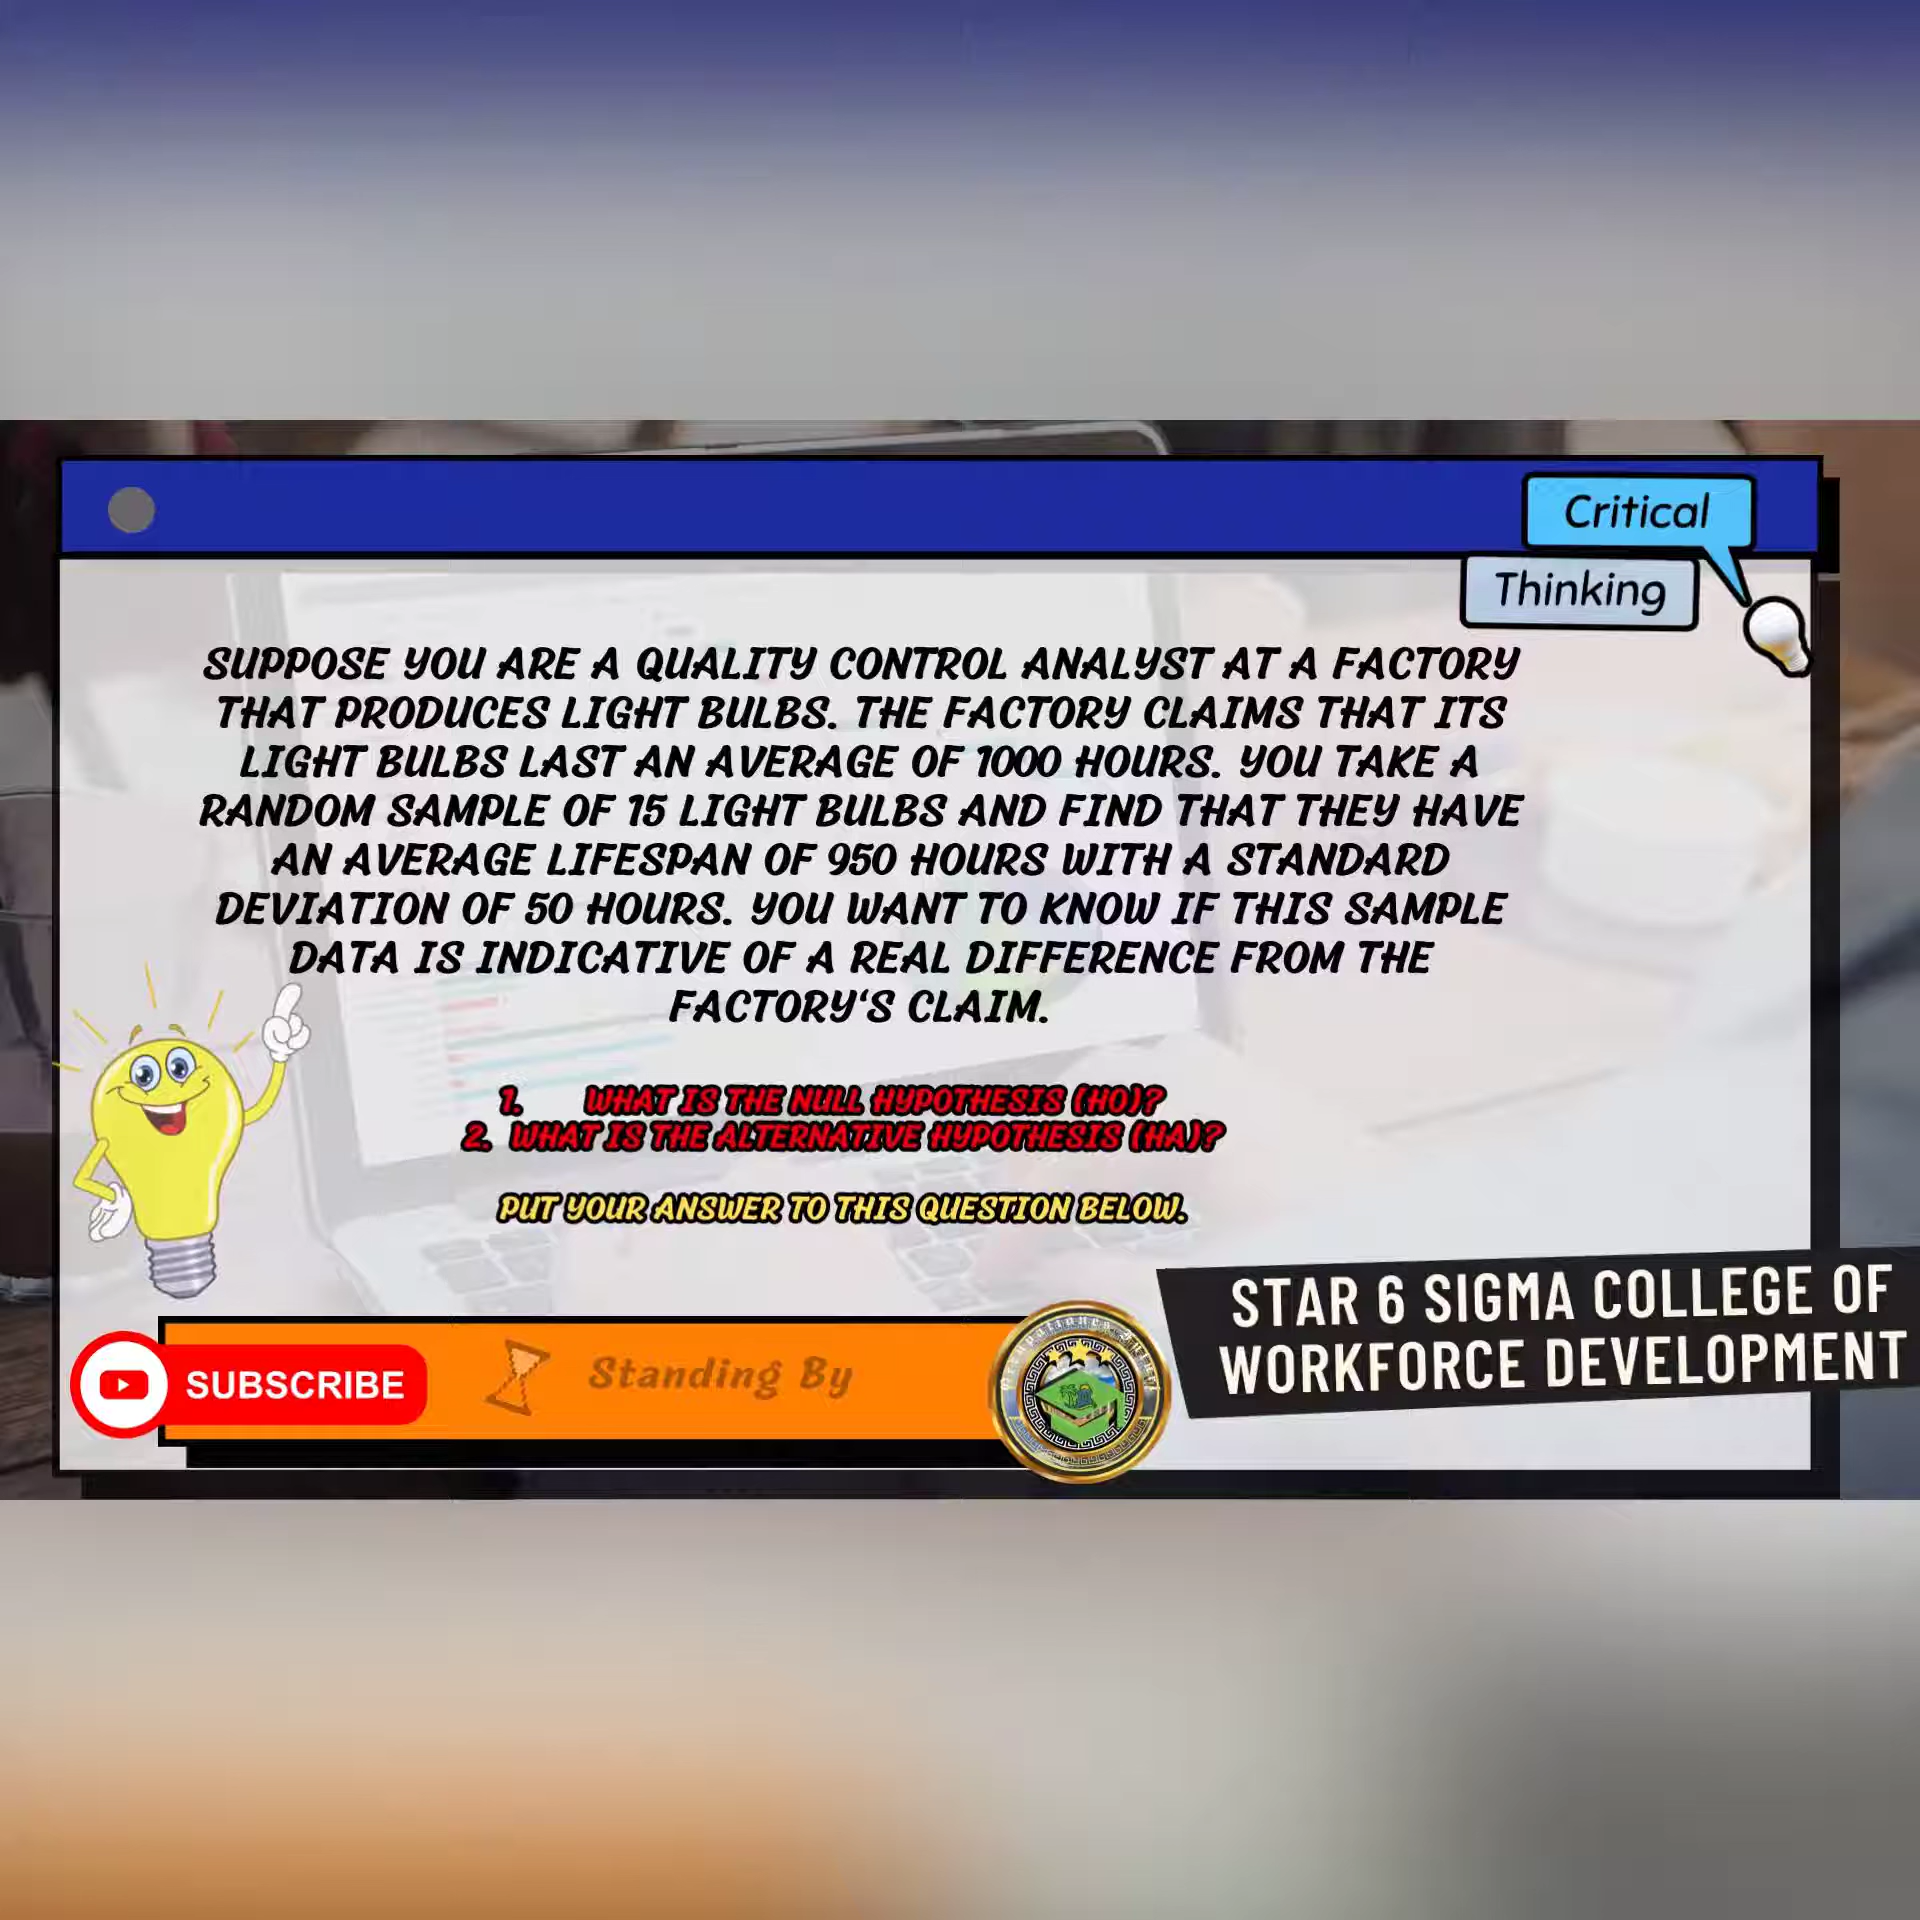 Critical
Thinking
SUPPOSE YOU ARE A QUALITY CONTROL ANALYST AT A FACTORY
THAT PRODUCES LIGHT BULBS. THE FACTORY CLAIMS THAT ITS
LIGHT BULBS LAST AN AVERAGE OF 1000 HOURS. YOU TAKE A
RANDOM SAMPLE OF 15 LIGHT BULBS AND FIND THAT THEY HAVE
AN AVERAGE LIFESPAN OF 950 HOURS WITH A STANDARD
DEVIATION OF 50 HOURS. YOU WANT TO KNOW IF THIS SAMPLE
DATA IS INDICATIVE OF A REAL DIFFERENCE FROM THE
FACTORY'S CLAIM.
1. WHAT IS THE NULL HYPOTHESIS (HO)?
2. WHAT IS THE ALTERNATIVE HYPOTHESIS (HA)?
PUT YOUR ANSWER TO THIS QUESTION BELOW.
STAR 6 SIGMA COLLEGE OF
WORKFORCE DEVELOPMENT
SUBSCRIBE
Standing By